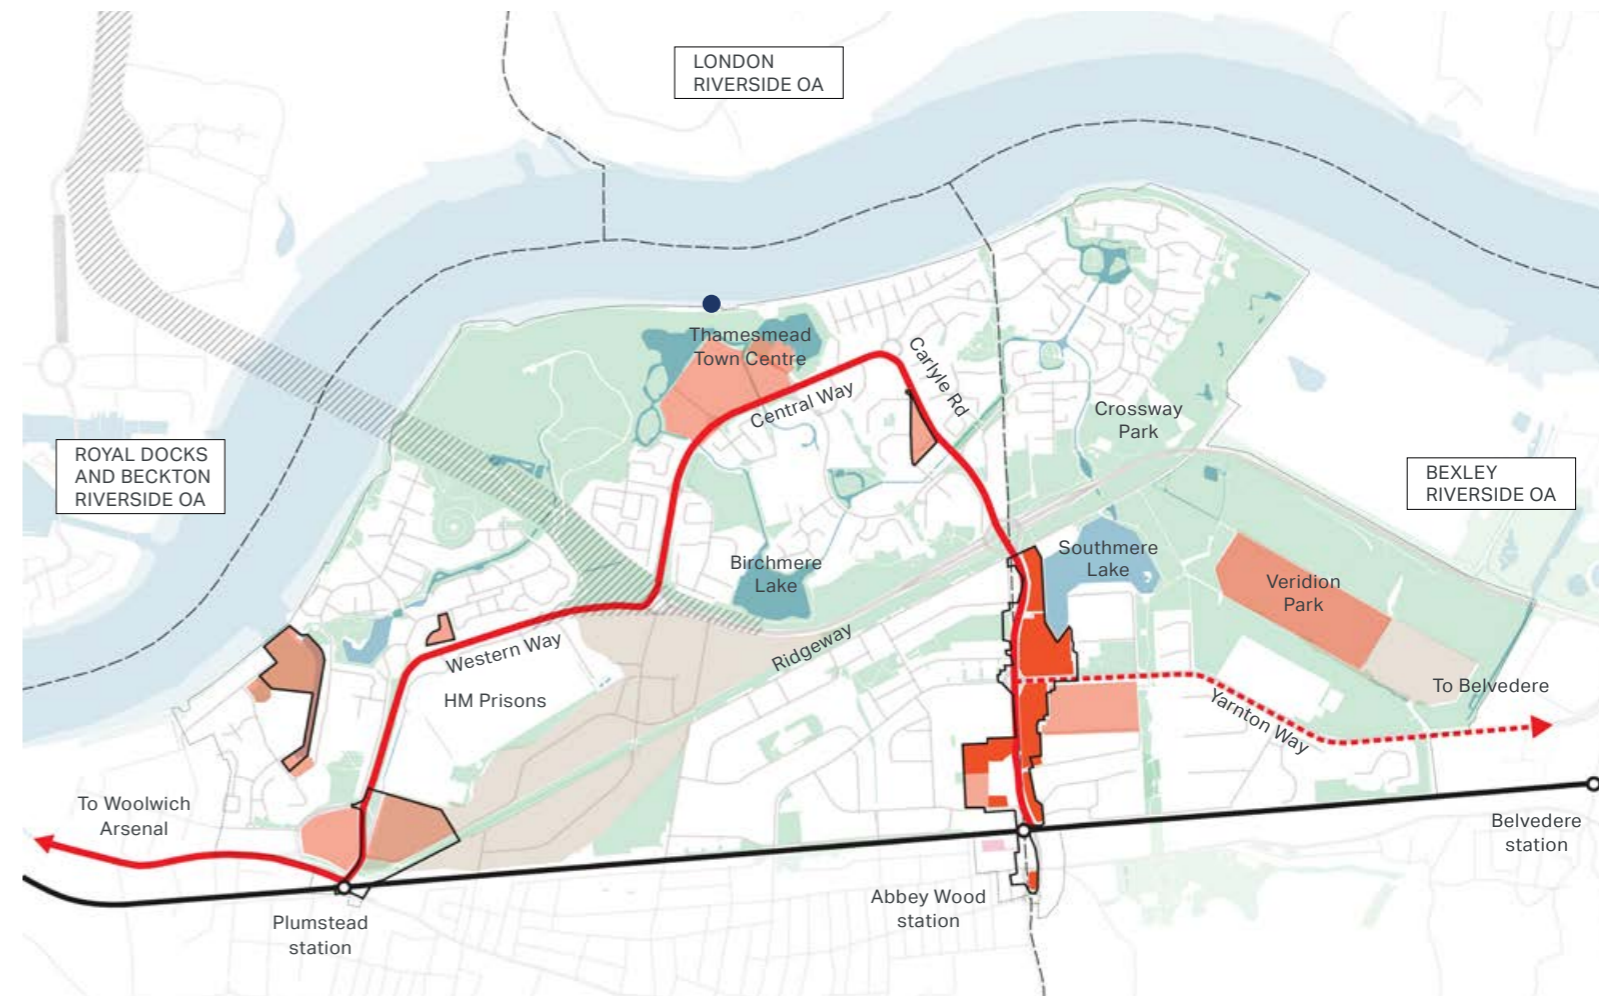 LONDON
RIVERSIDE OA
Thamesmead
Town Centre
Carlyle Rd
Central Way
Crossway
Park
ROYAL DOCKS
AND BECKTON
RIVERSIDE OA
BEXLEY
RIVERSIDE OA
Birchmere
Lake
Southmere
Lake
Veridion
Park
Western Way
Ridgeway
HM Prisons
To Belvedere
Yarnton Way
To Woolwich
Arsenal
Belvedere
station
Abbey Wood
station
Plumstead
station